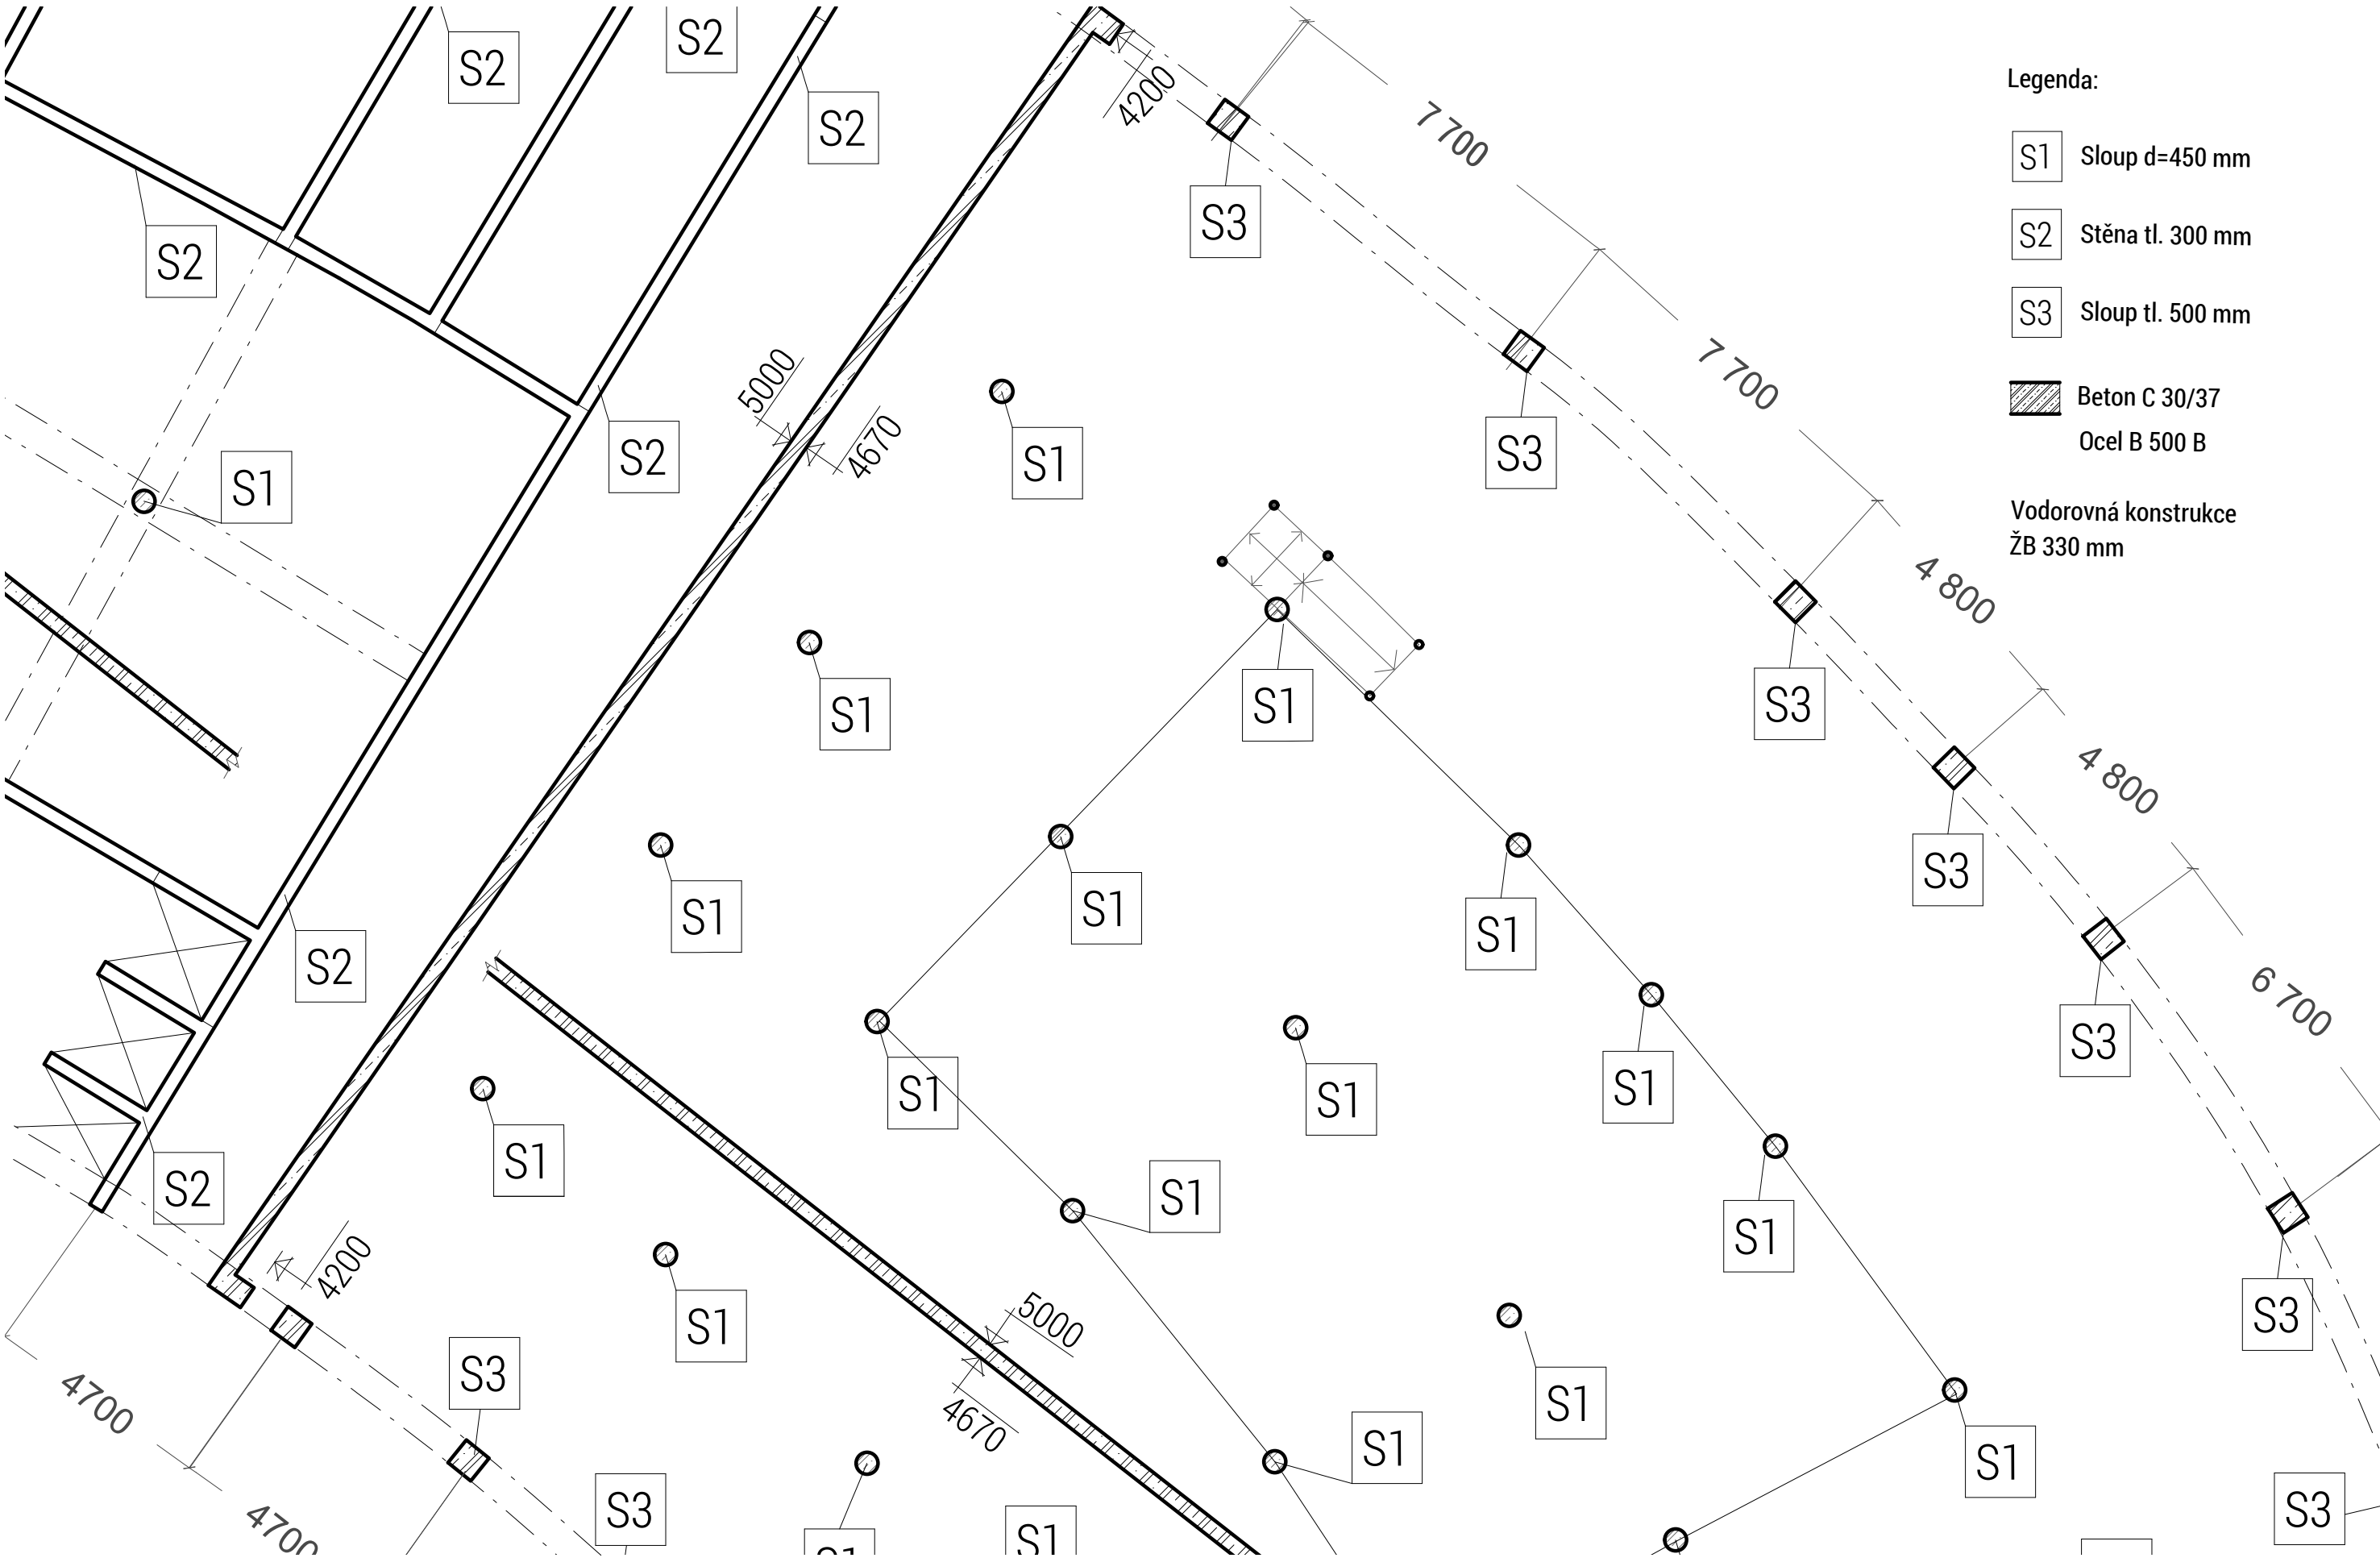 S2
S2
S2
4200
7 700
Legenda:
S1 Sloup d=450 mm
S2 Stěna tl. 300 mm
S3 Sloup tl. 500 mm
Beton C 30/37
Ocel B 500 B
Vodorovná konstrukce
ŽB 330 mm
S2
S3
5000
4670
7 700
S2
S1
S1
S3
4 800
S1
S1
S3
4 800
S1
S1
S1
S3
S2
6 700
S1
S1
S1
S3
S2
S1
S1
S1
S3
4200
S1
5000
4670
S3
S1
4700
S1
S1
S3
S3
4700
S1
S1